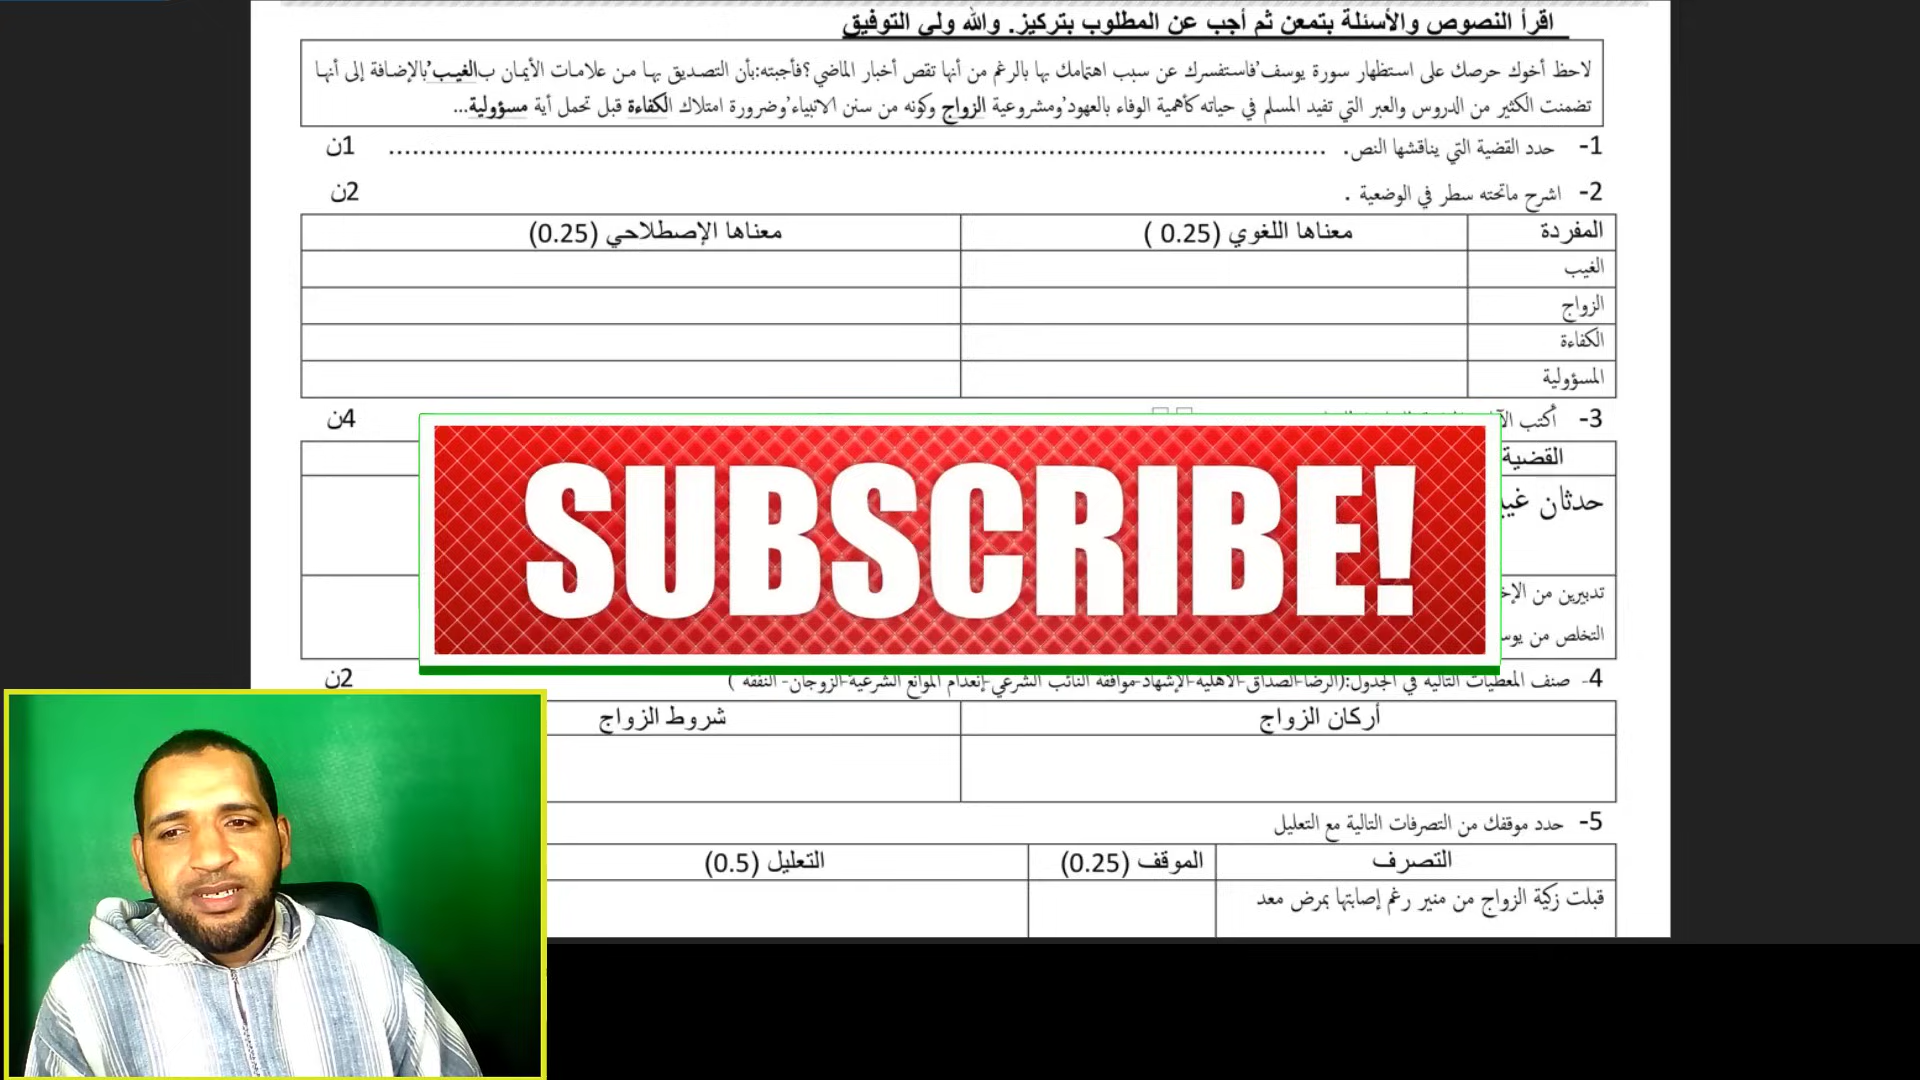 اقرأ النصوص والأسئلة بتمعن ثم أجب عن المطلوب بتركيز. والله ولي التوفيق
لاحظ أخوك حرصك على استظهار سورة يوسف'فاستفسرك عن سبب اهتمامك بها بالرغم من أنها تقص أخبار الماضي؟فأجبته:بأن التصديق بها من علامات الأيمان بالغيب'بالإضافة إلى أنها
تضمنت الكثير من الدروس والعبر التي تفيد المسلم في حياته كأهمية الوفاء بالعهود'ومشروعية الزواج وكونه من سنن الانبياء'وضرورة امتلاك الكفاءة قبل تحمل أية مسؤولية...
1- حدد القضية التي يناقشها النص. ........................................ 1ن
2- اشرح ماتحته سطر في الوضعية . 2ن
المفردة معناها اللغوي (0.25 ) معناها الإصطلاحي (0.25)
الغيب
الزواج
الكفاءة
المسؤولية
3- أكتب 4ن
القضية
حدثان
تدبيرين من
التخلص من
SUBSCRIBE!
4- صنف المعطيات التالية في الجدول:(الرضا-الصداق-الاهلية-الإشهاد-موافقة النائب الشرعي-إنعدام الموانع الشرعية-الزوجان- النفقة ) 2ن
أركان الزواج شروط الزواج
5- حدد موقفك من التصرفات التالية مع التعليل
التصرف الموقف (0.25) التعليل (0.5)
قبلت زكية الزواج من منير رغم إصابتها بمرض معد